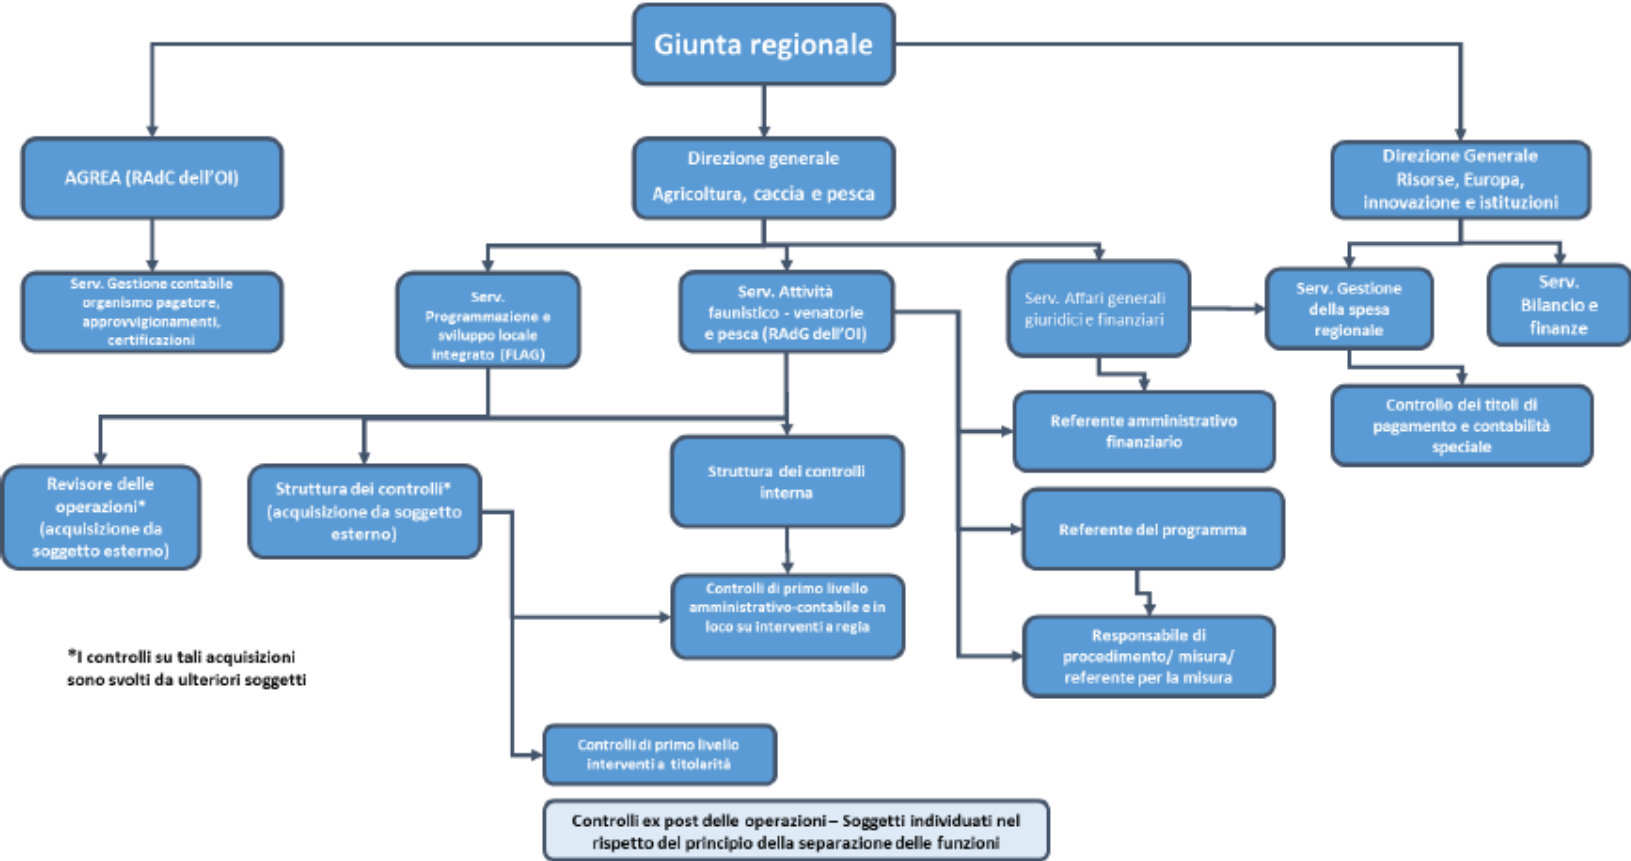 Giunta regionale
AGREA (RAdC dell'OI)
Direzione generale
Agricoltura, caccia e pesca
Direzione Generale
Risorse, Europa,
innovazione e istituzioni
Serv. Gestione contabile
organismo pagatore,
approvvigionamenti,
certificazioni
Serv.
Programmazione e
sviluppo locale
integrato (FLAG)
Serv. Attività
faunistico - venatorie
e pesca (RAdG dell'OI)
Serv. Affari generali
giuridici e finanziari
Serv. Gestione
della spesa
regionale
Serv.
Bilancio e
finanze
Referente amministrativo
finanziario
Controllo dei titoli di
pagamento e contabilità
speciale
Revisore delle
operazioni*
(acquisizione da
soggetto esterno)
Struttura dei controlli*
(acquisizione da soggetto
esterno)
Struttura dei controlli
interna
Referente del programma
Controlli di primo livello
amministrativo-contabile e in
loco su interventi a regia
Responsabile di
procedimento/ misura/
referente per la misura
*I controlli su tali acquisizioni
sono svolti da ulteriori soggetti
Controlli di primo livello
interventi a titolarità
Controlli ex post delle operazioni – Soggetti individuati nel
rispetto del principio della separazione delle funzioni